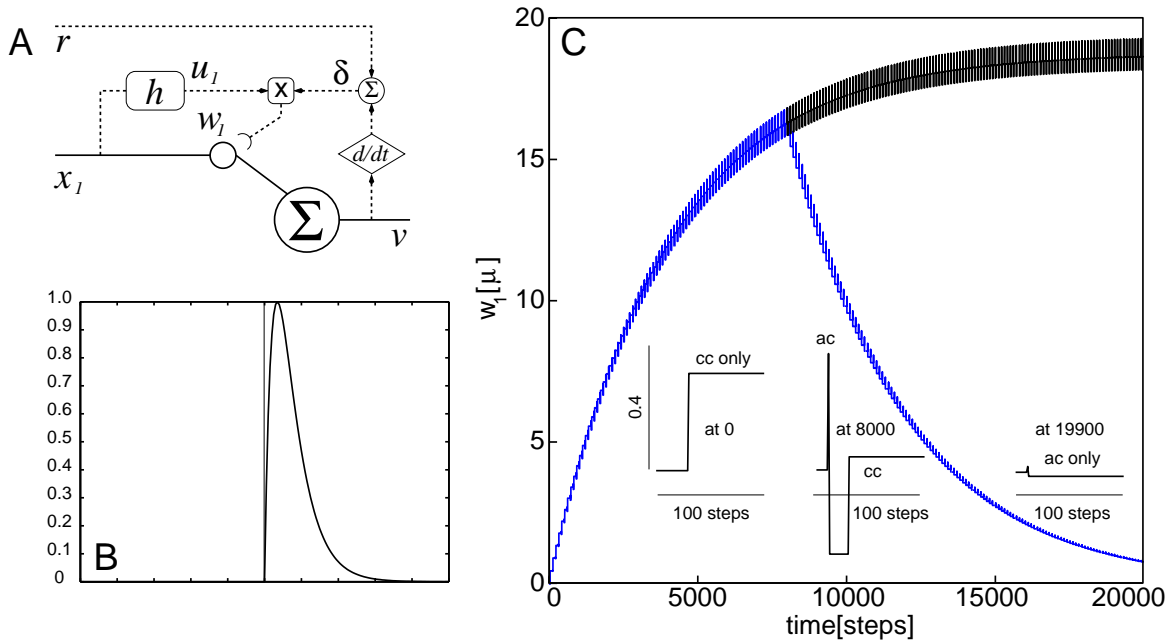 A
r
u1
δ
Σ
h
x
w1
d/dt
x1
Σ
v
1.0
0.9
0.8
0.7
0.6
0.5
0.4
0.3
0.2
0.1
0
B
C
20
15
10
5
0
w1[μ]
0.4
cc only
at 0
100 steps
ac
at 8000
cc
100 steps
at 19900
ac only
100 steps
0
5000
10000
15000
20000
time[steps]